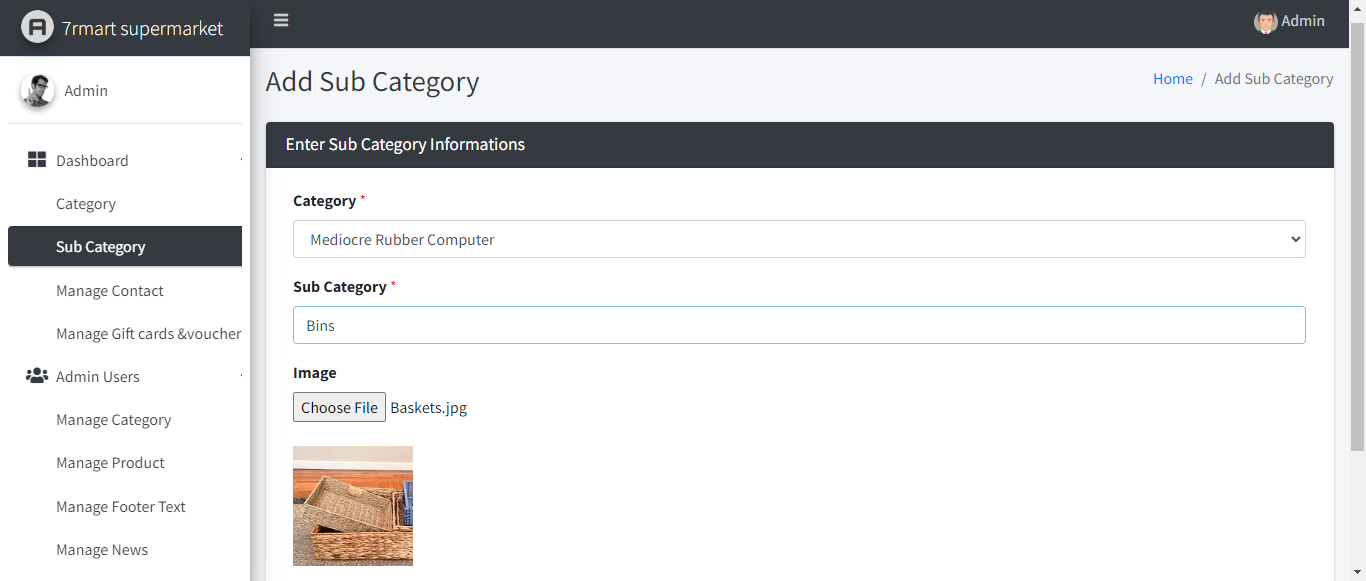 7rmart supermarket
Admin
Admin
Dashboard
Category
Sub Category
Manage Contact
Manage Gift cards &voucher
Admin Users
Manage Category
Manage Product
Manage Footer Text
Manage News
Add Sub Category
Home / Add Sub Category
Enter Sub Category Informations
Category *
Mediocre Rubber Computer
Sub Category *
Bins
Image
Choose File Baskets.jpg